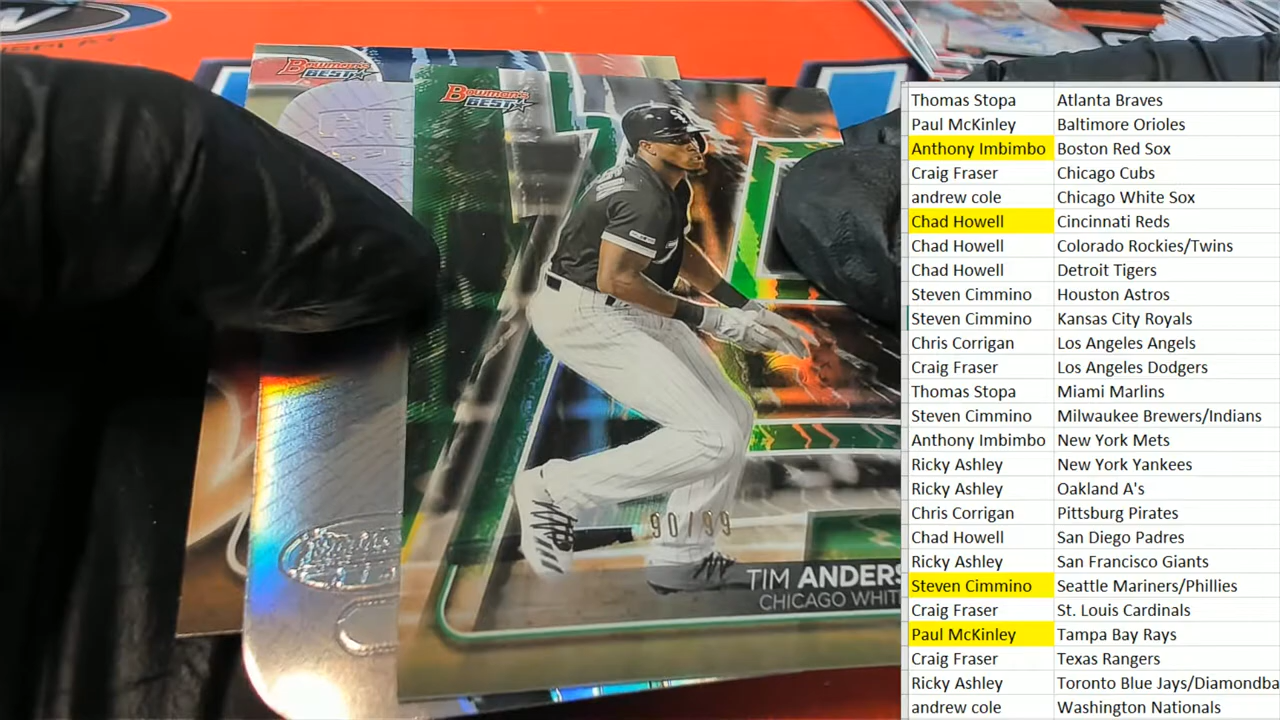 PLAY
Bowman's
BEST
Bowman's
BEST
90/99
TIM ANDERS
CHICAGO WHIT
Thomas Stopa Atlanta Braves
Paul McKinley Baltimore Orioles
Anthony Imbimbo Boston Red Sox
Craig Fraser Chicago Cubs
andrew cole Chicago White Sox
Chad Howell Cincinnati Reds
Chad Howell Colorado Rockies/Twins
Chad Howell Detroit Tigers
Steven Cimmino Houston Astros
Steven Cimmino Kansas City Royals
Chris Corrigan Los Angeles Angels
Craig Fraser Los Angeles Dodgers
Thomas Stopa Miami Marlins
Steven Cimmino Milwaukee Brewers/Indians
Anthony Imbimbo New York Mets
Ricky Ashley New York Yankees
Ricky Ashley Oakland A's
Chris Corrigan Pittsburg Pirates
Chad Howell San Diego Padres
Ricky Ashley San Francisco Giants
Steven Cimmino Seattle Mariners/Phillies
Craig Fraser St. Louis Cardinals
Paul McKinley Tampa Bay Rays
Craig Fraser Texas Rangers
Ricky Ashley Toronto Blue Jays/Diamondba
andrew cole Washington Nationals